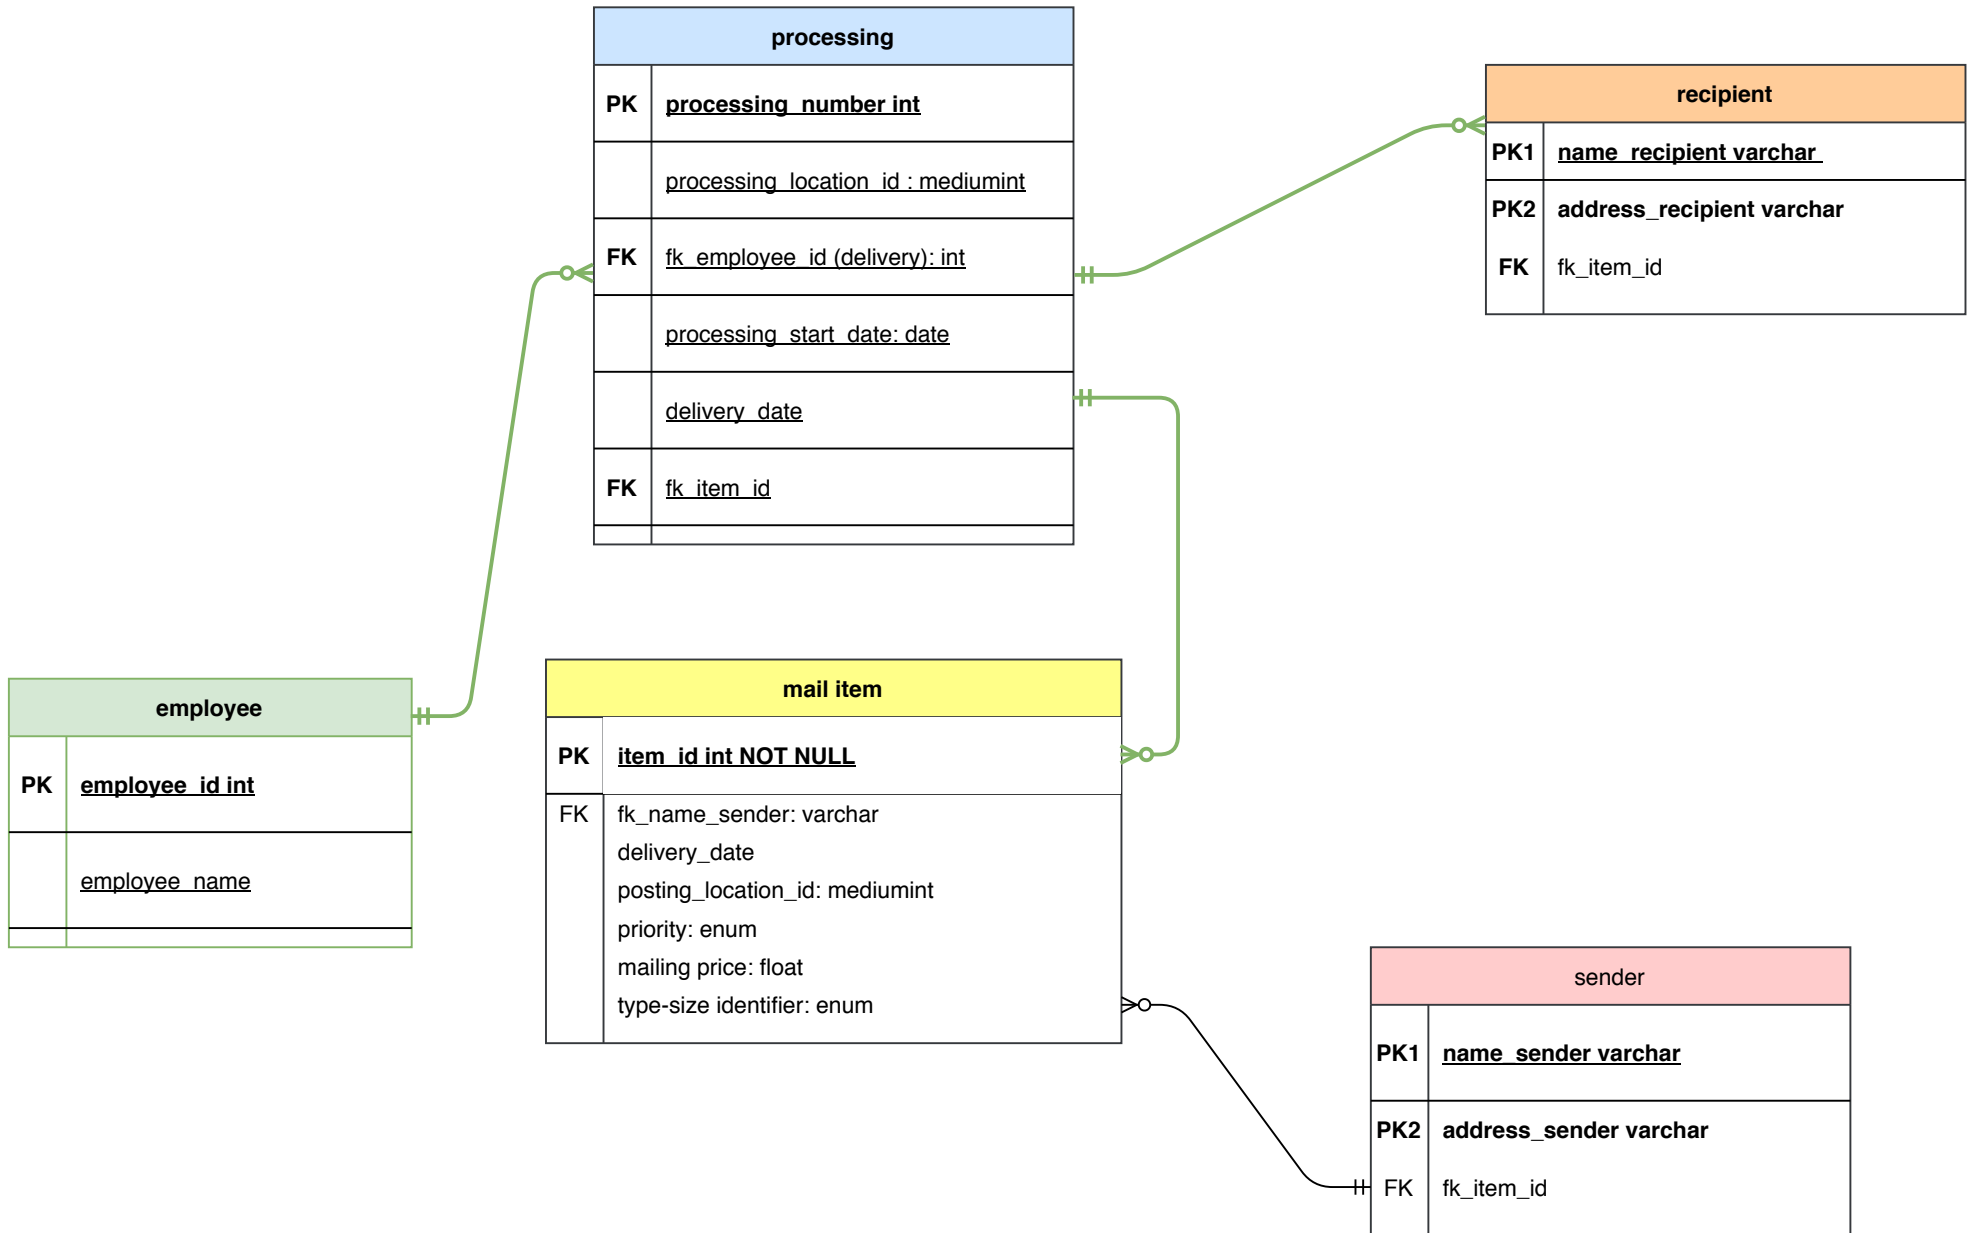 processing
PK processing_number int
processing_location_id : mediumint
FK fk_employee_id (delivery): int
processing_start_date: date
delivery_date
FK fk_item_id
recipient
PK1 name_recipient varchar
PK2 address_recipient varchar
FK fk_item_id
employee
PK employee_id int
employee_name
mail item
PK item_id int NOT NULL
FK fk_name_sender: varchar
delivery_date
posting_location_id: mediumint
priority: enum
mailing price: float
type-size identifier: enum
sender
PK1 name_sender varchar
PK2 address_sender varchar
FK fk_item_id